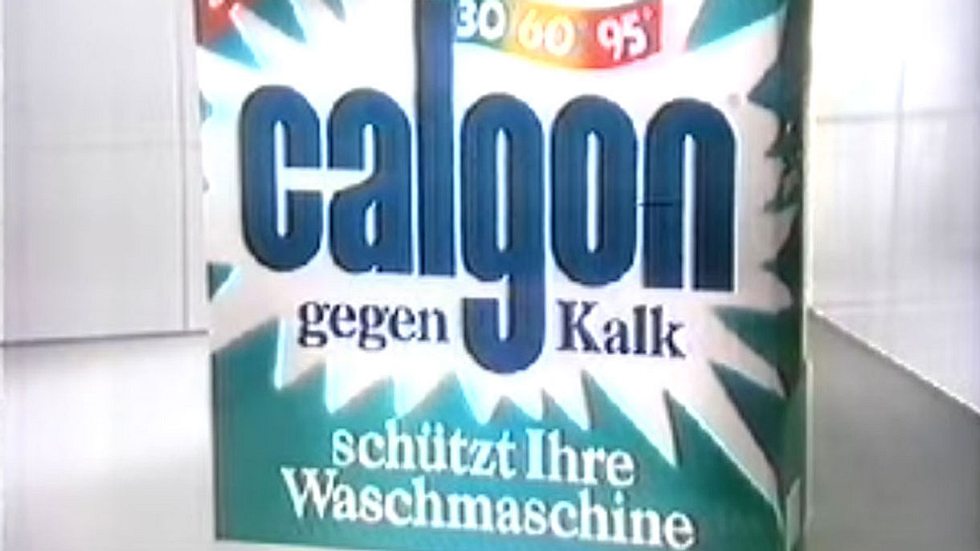 30° 60° 95°
calgon
gegen Kalk
schützt Ihre
Waschmaschine